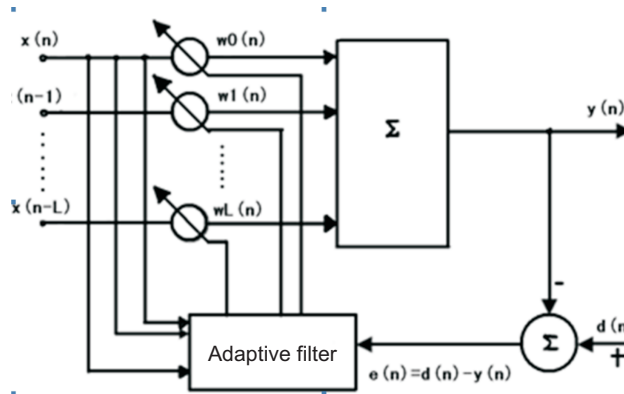 x(n)
w0(n)
(n-1)
w1(n)
Σ
y(n)
x(n-L)
wL(n)
-
Σ
d(n
+
Adaptive filter
e(n)=d(n)-y(n)